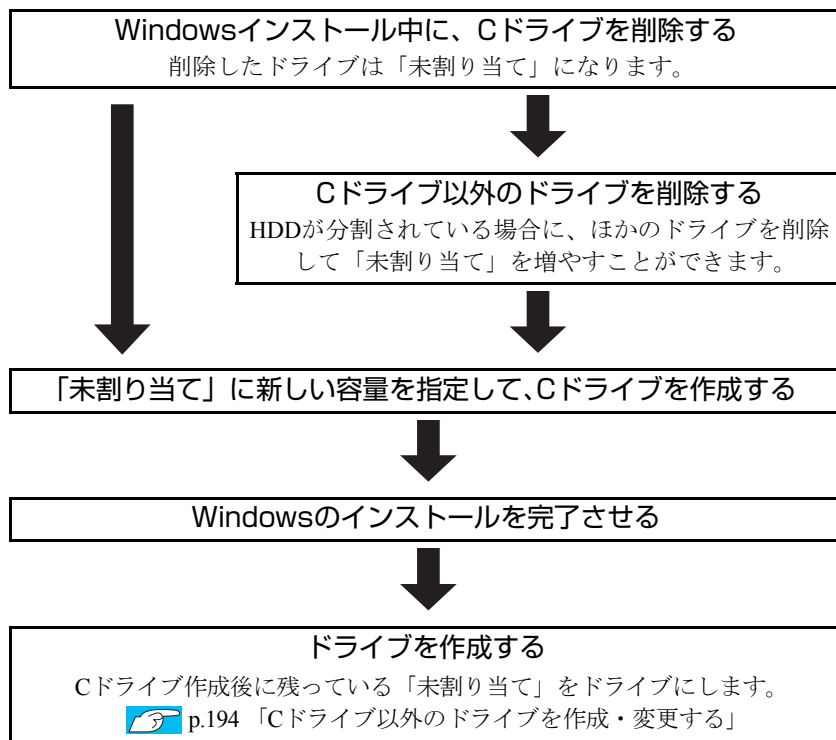 Windowsインストール中に、Cドライブを削除する
削除したドライブは「未割り当て」になります。
Cドライブ以外のドライブを削除する
HDDが分割されている場合に、ほかのドライブを削除
して「未割り当て」を増やすことができます。
「未割り当て」に新しい容量を指定して、Cドライブを作成する
Windowsのインストールを完了させる
ドライブを作成する
Cドライブ作成後に残っている「未割り当て」をドライブにします。
p.194 「Cドライブ以外のドライブを作成・変更する」